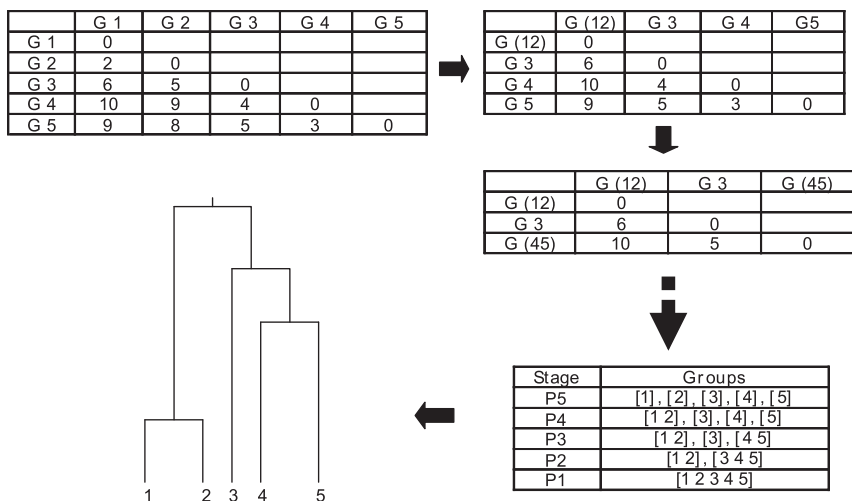 G 1 G 2 G 3 G 4 G 5
G 1 0
G 2 2 0
G 3 6 5 0
G 4 10 9 4 0
G 5 9 8 5 3 0
G (12) G 3 G 4 G5
G (12) 0
G 3 6 0
G 4 10 4 0
G 5 9 5 3 0
G (12) G 3 G (45)
G (12) 0
G 3 6 0
G (45) 10 5 0
Stage Groups
P5 [1], [2], [3], [4], [5]
P4 [1 2], [3], [4], [5]
P3 [1 2], [3], [4 5]
P2 [1 2], [3 4 5]
P1 [1 2 3 4 5]
1 2 3 4 5